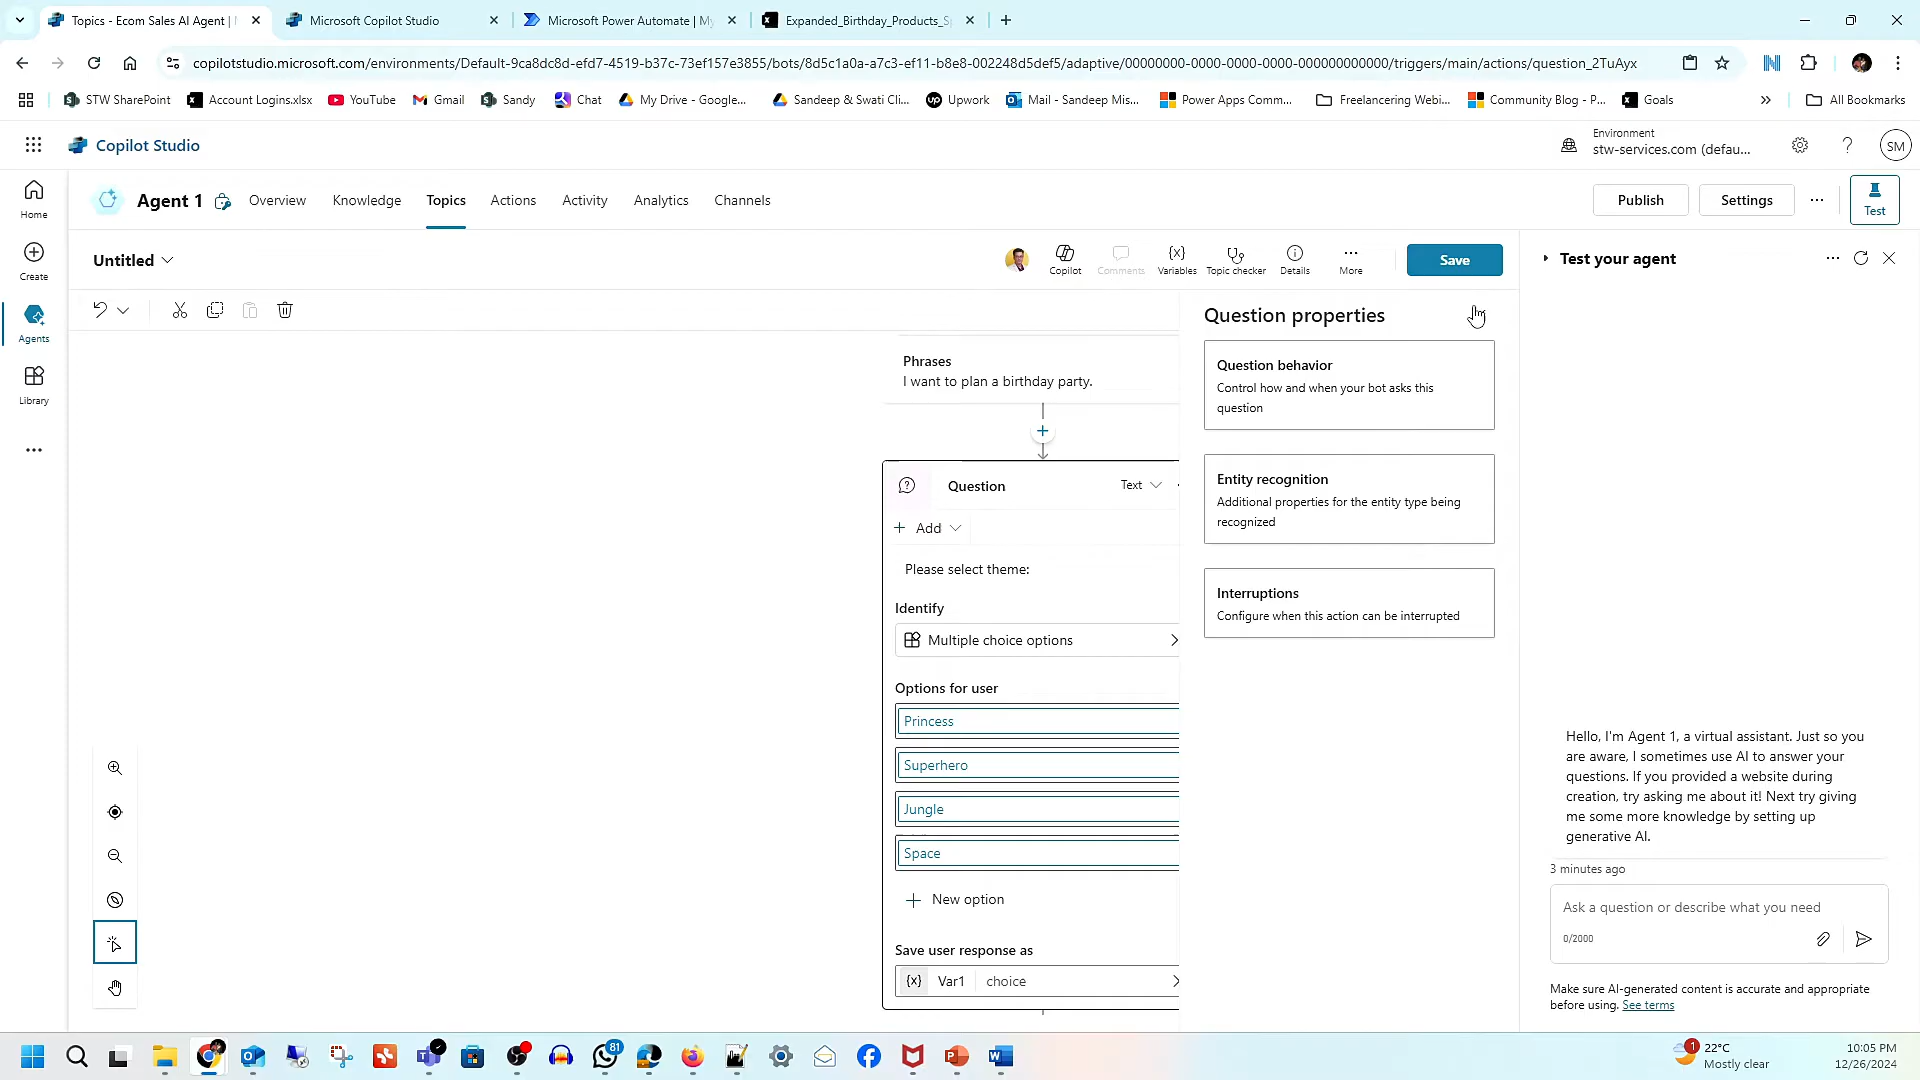 Topics - Ecom Sales AI Agent |
Microsoft Copilot Studio
Microsoft Power Automate | My
Expanded_Birthday_Products_S
copilotstudio.microsoft.com/environments/Default-9ca8dc8d-efd7-4519-b37c-73ef157e3855/bots/8d5c1a0a-a7c3-ef11-b8e8-002248d5def5/adaptive/00000000-0000-0000-0000-000000000000/triggers/main/actions/question_2TuAyx
STW SharePoint
Account Logins.xlsx
YouTube
Gmail
Sandy
Chat
My Drive - Google...
Sandeep & Swati Cli...
Upwork
Mail - Sandeep Mis...
Power Apps Comm...
Freelancering Webi...
Community Blog - P...
Goals
All Bookmarks
Copilot Studio
Environment
stw-services.com (defau...
SM
Home
Create
Agents
Library
Agent 1
Overview
Knowledge
Topics
Actions
Activity
Analytics
Channels
Publish
Settings
Test
Untitled
Copilot
Comments
Variables
Topic checker
Details
More
Save
Phrases
I want to plan a birthday party.
Question
Text
Add
Please select theme:
Identify
Multiple choice options
Options for user
Princess
Superhero
Jungle
Space
New option
Save user response as
{x} Var1 choice
Question properties
Question behavior
Control how and when your bot asks this
question
Entity recognition
Additional properties for the entity type being
recognized
Interruptions
Configure when this action can be interrupted
Test your agent
Hello, I'm Agent 1, a virtual assistant. Just so you
are aware, I sometimes use AI to answer your
questions. If you provided a website during
creation, try asking me about it! Next try giving
me some more knowledge by setting up
generative AI.
3 minutes ago
Ask a question or describe what you need
0/2000
Make sure AI-generated content is accurate and appropriate
before using. See terms
81
1
22°C
Mostly clear
10:05 PM
12/26/2024